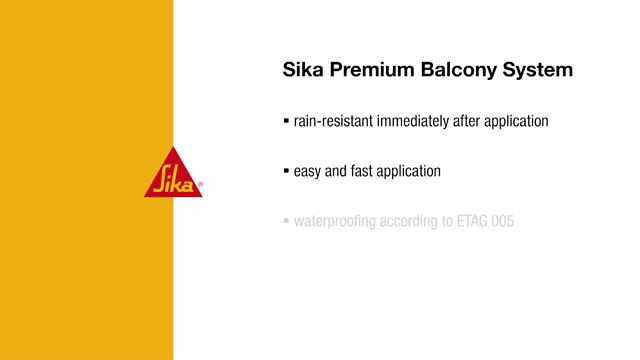 Sika Premium Balcony System
▪ rain-resistant immediately after application
▪ easy and fast application
Sika®
▪ waterproofing according to ETAG 005